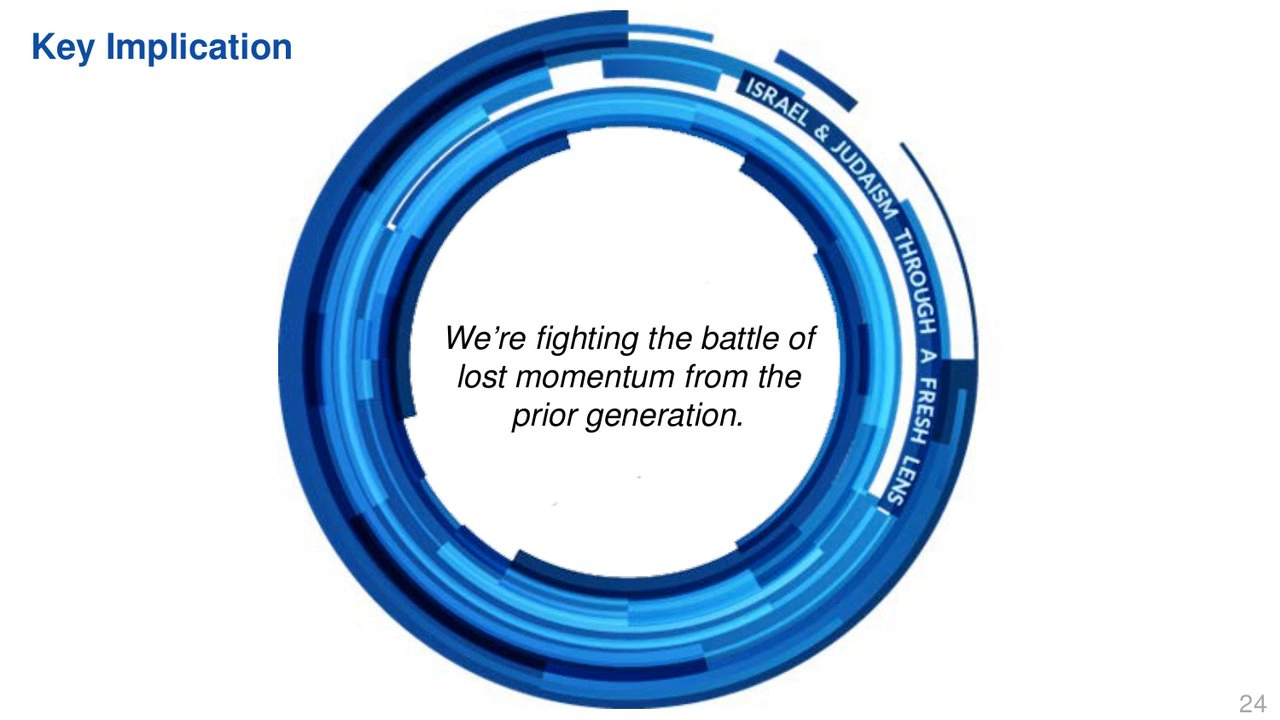 Key Implication
ISRAEL & JUDAISM THROUGH A FRESH LENS
We’re fighting the battle of
lost momentum from the
prior generation.
24